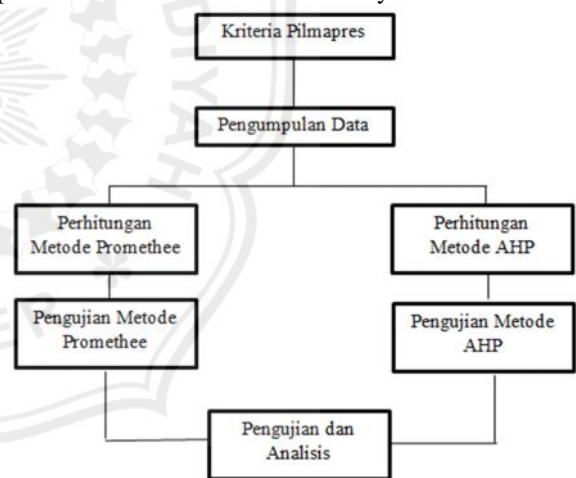 Kriteria Pilmapres
Pengumpulan Data
Perhitungan
Metode Promethee
Perhitungan
Metode AHP
Pengujian Metode
Promethee
Pengujian Metode
AHP
Pengujian dan
Analisis
DIYAH